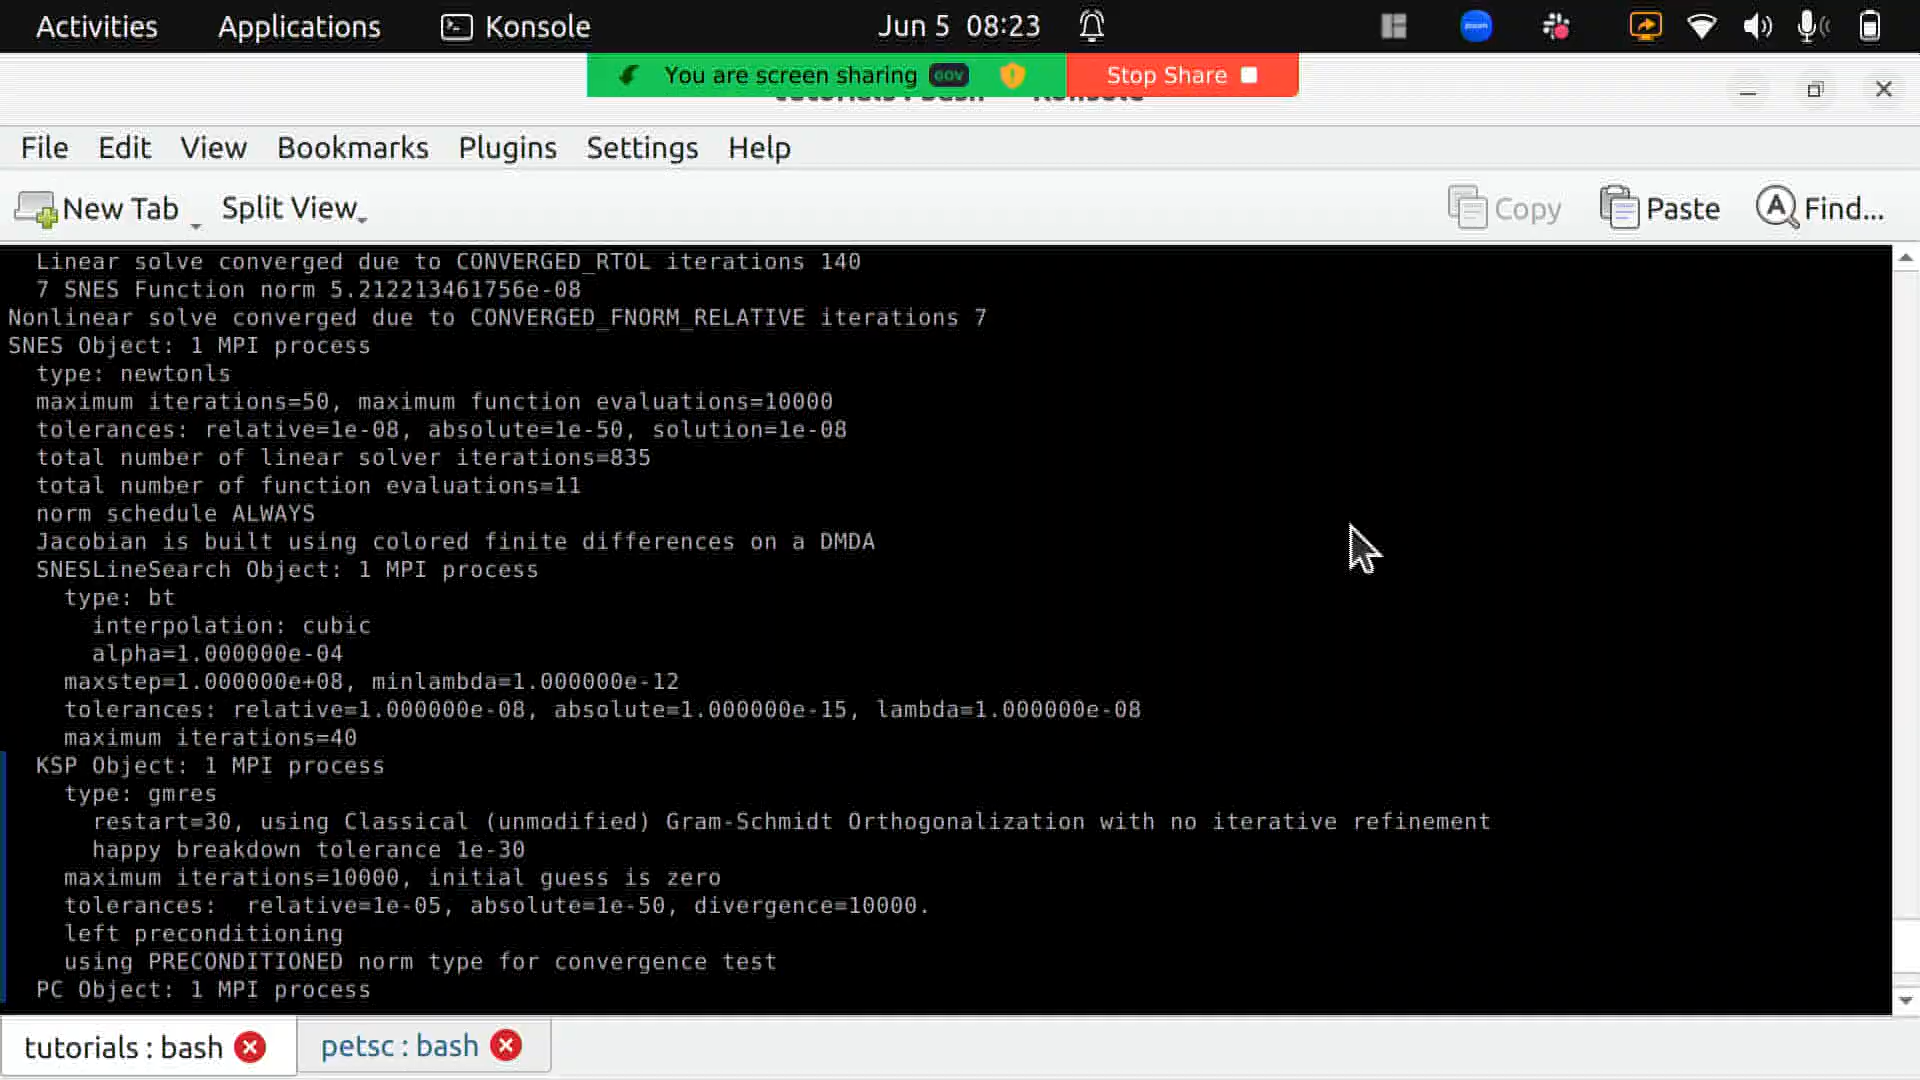 Activities Applications Konsole Jun 5 08:23 zoom
You are screen sharing GOV Stop Share
File Edit View Bookmarks Plugins Settings Help
New Tab Split View Copy Paste Find...
Linear solve converged due to CONVERGED_RTOL iterations 140
7 SNES Function norm 5.212213461756e-08
Nonlinear solve converged due to CONVERGED_FNORM_RELATIVE iterations 7
SNES Object: 1 MPI process
type: newtonls
maximum iterations=50, maximum function evaluations=10000
tolerances: relative=1e-08, absolute=1e-50, solution=1e-08
total number of linear solver iterations=835
total number of function evaluations=11
norm schedule ALWAYS
Jacobian is built using colored finite differences on a DMDA
SNESLineSearch Object: 1 MPI process
type: bt
interpolation: cubic
alpha=1.000000e-04
maxstep=1.000000e+08, minlambda=1.000000e-12
tolerances: relative=1.000000e-08, absolute=1.000000e-15, lambda=1.000000e-08
maximum iterations=40
KSP Object: 1 MPI process
type: gmres
restart=30, using Classical (unmodified) Gram-Schmidt Orthogonalization with no iterative refinement
happy breakdown tolerance 1e-30
maximum iterations=10000, initial guess is zero
tolerances:  relative=1e-05, absolute=1e-50, divergence=10000.
left preconditioning
using PRECONDITIONED norm type for convergence test
PC Object: 1 MPI process
tutorials : bash petsc : bash